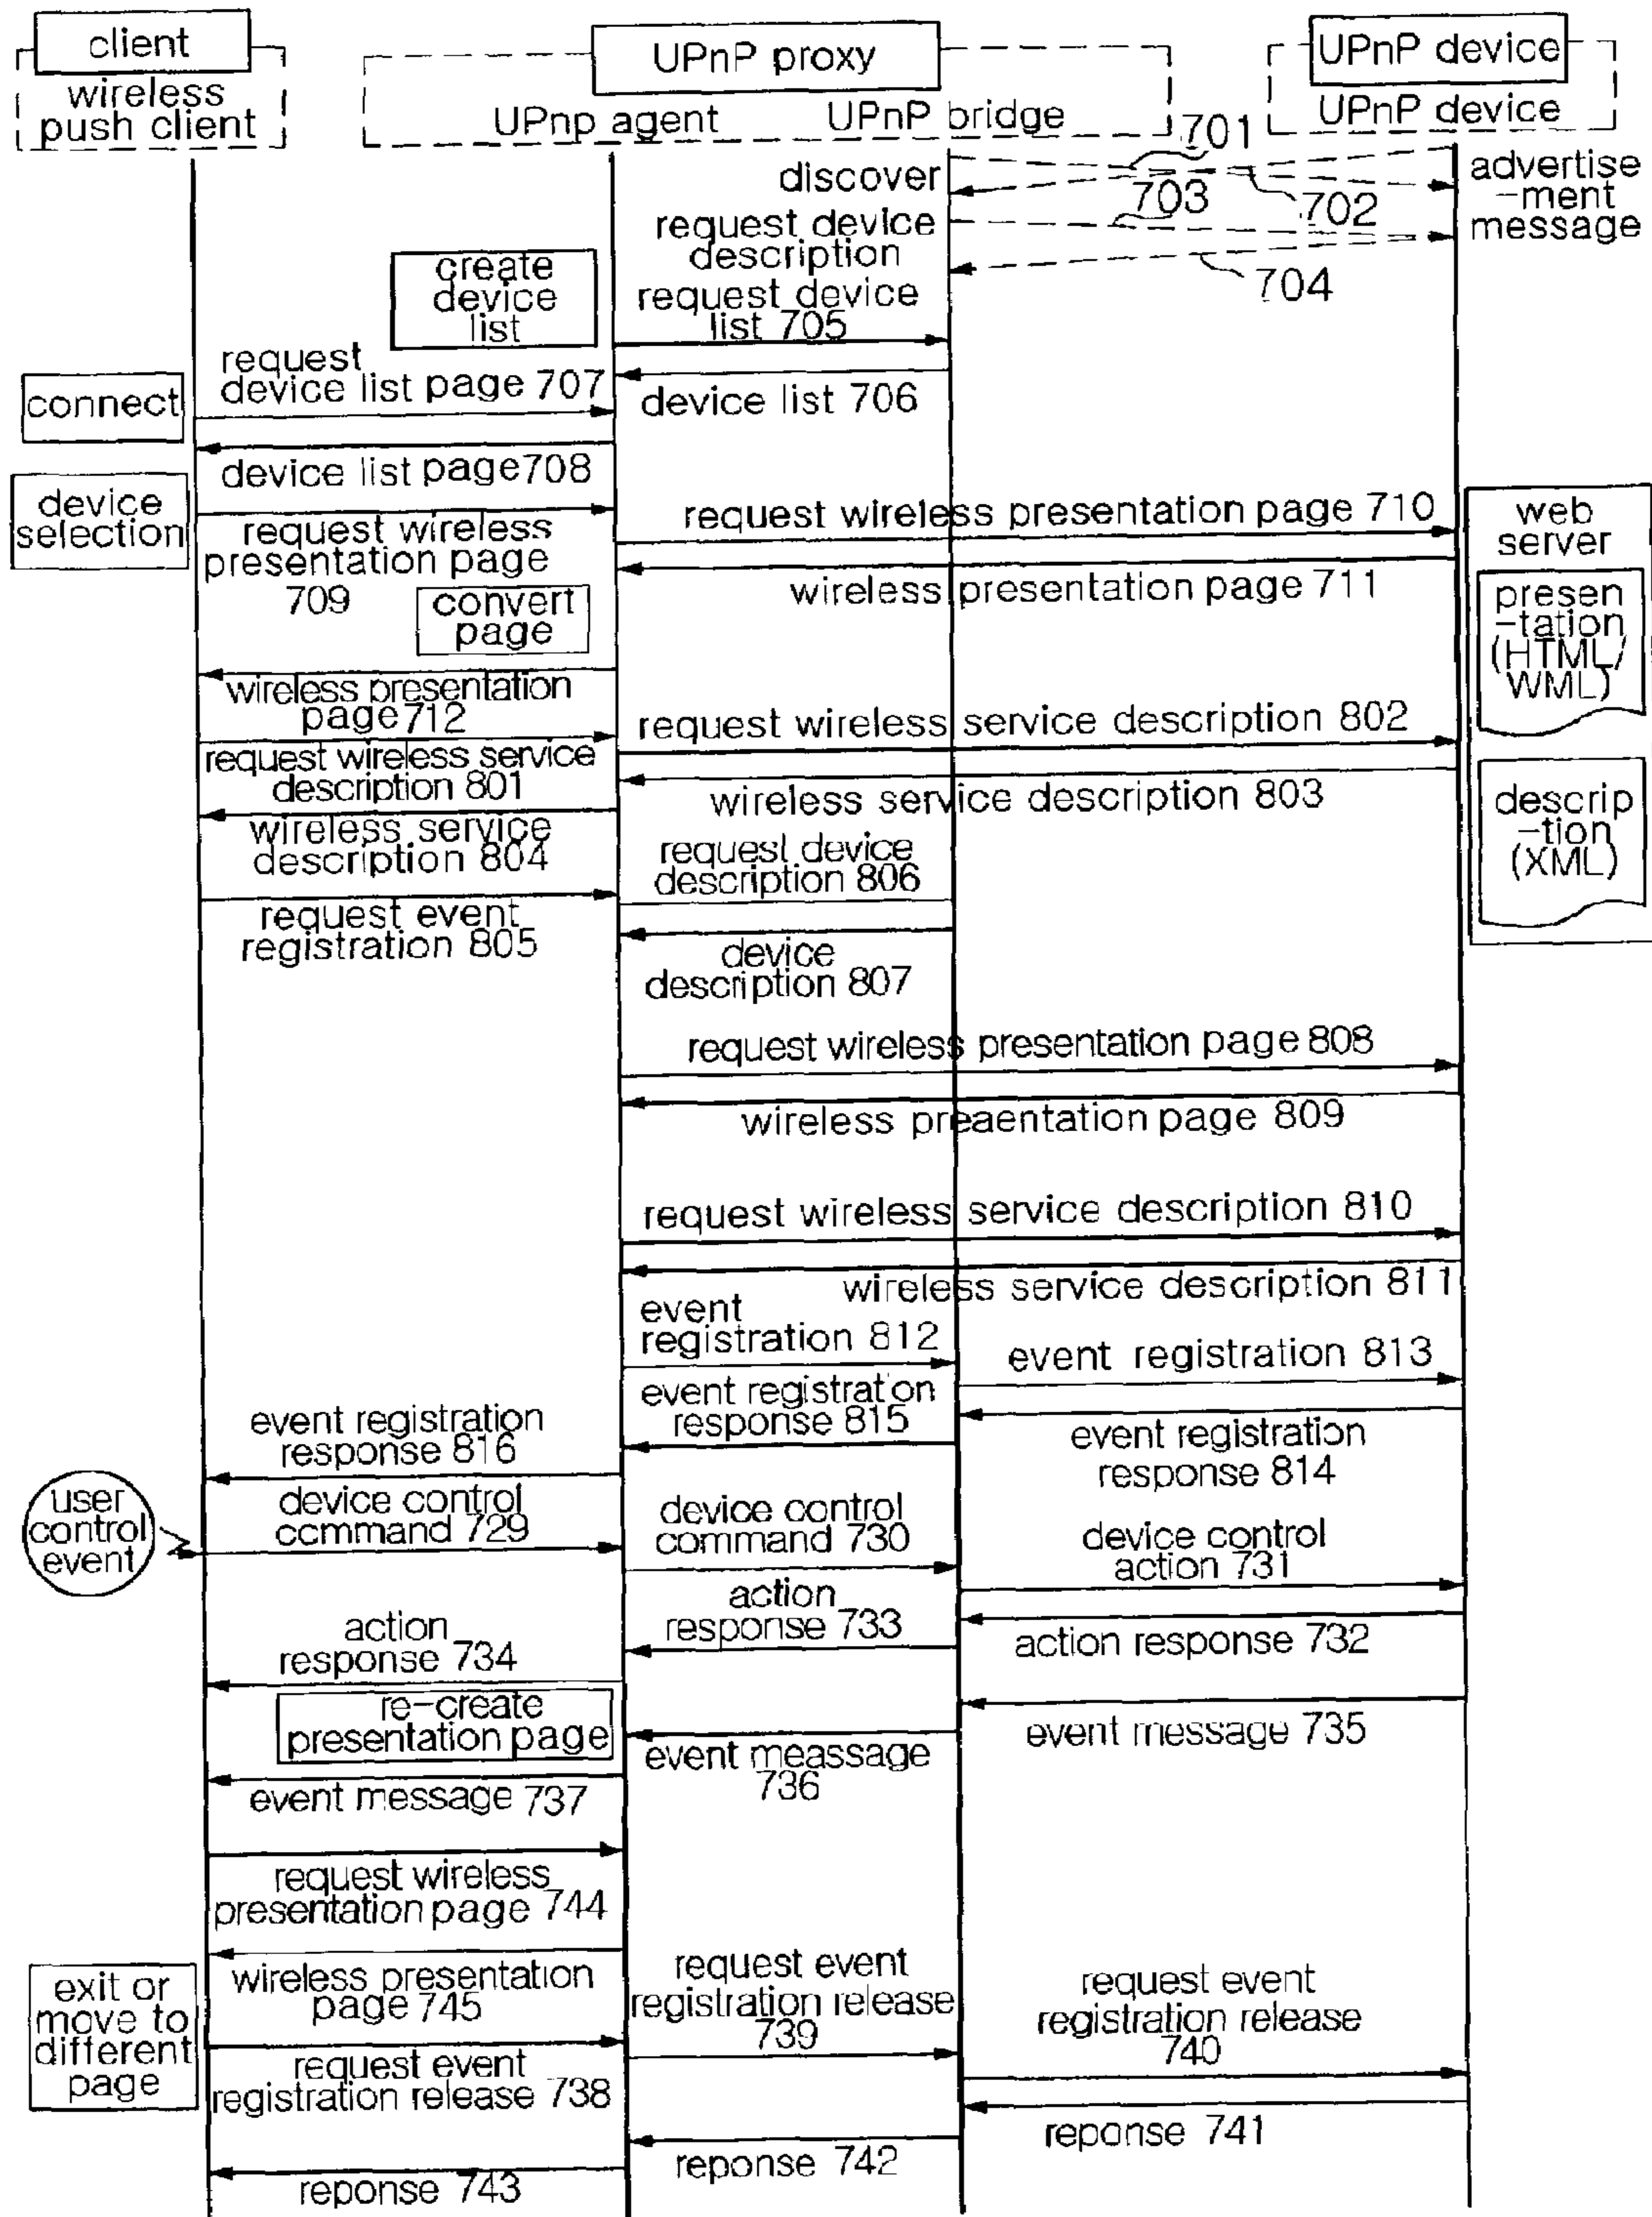 client
wireless
push client
UPnP proxy
UPnp agent
UPnP bridge
UPnP device
UPnP device
701
discover
advertise
-ment
message
703
702
request device
description
704
create
device
list
request device
list 705
request
device list page 707
connect
device list 706
device list page708
device
selection
request wireless presentation page 710
web
server
request wireless
presentation page
709
wireless presentation page 711
convert
page
presen
-tation
(HTML/
WML)
wireless presentation
page712
request wireless service description 802
request wireless service
description 801
wireless service description 803
descrip
-tion
(XML)
wireless service
description 804
request device
description 806
request event
registration 805
device
description 807
request wireless presentation page 808
wireless preaentation page 809
request wireless service description 810
wireless service description 811
event
registration 812
event registration 813
event registration
response 815
event registration
response 816
event registration
response 814
user
control
event
device control
command 729
device control
command 730
device control
action 731
action
response 733
action response 732
action
response 734
re-create
presentation page
event message 735
event meassage
736
event message 737
request wireless
presentation page 744
wireless presentation
page 745
exit or
move to
different
page
request event
registration release
739
request event
registration release
740
request event
registration release 738
reponse 741
reponse 742
reponse 743